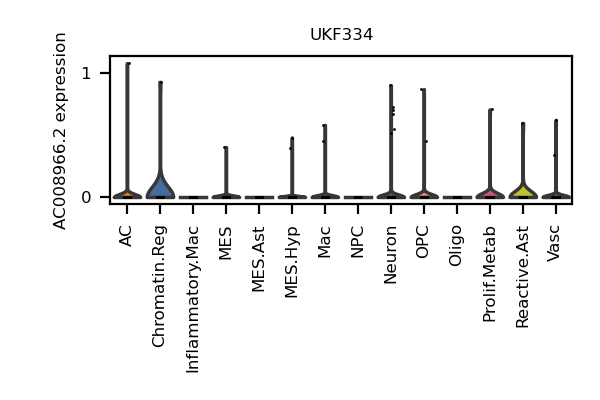 UKF334
AC008966.2 expression
1
0
AC
Chromatin.Reg
Inflammatory.Mac
MES
MES.Ast
MES.Hyp
Mac
NPC
Neuron
OPC
Oligo
Prolif.Metab
Reactive.Ast
Vasc